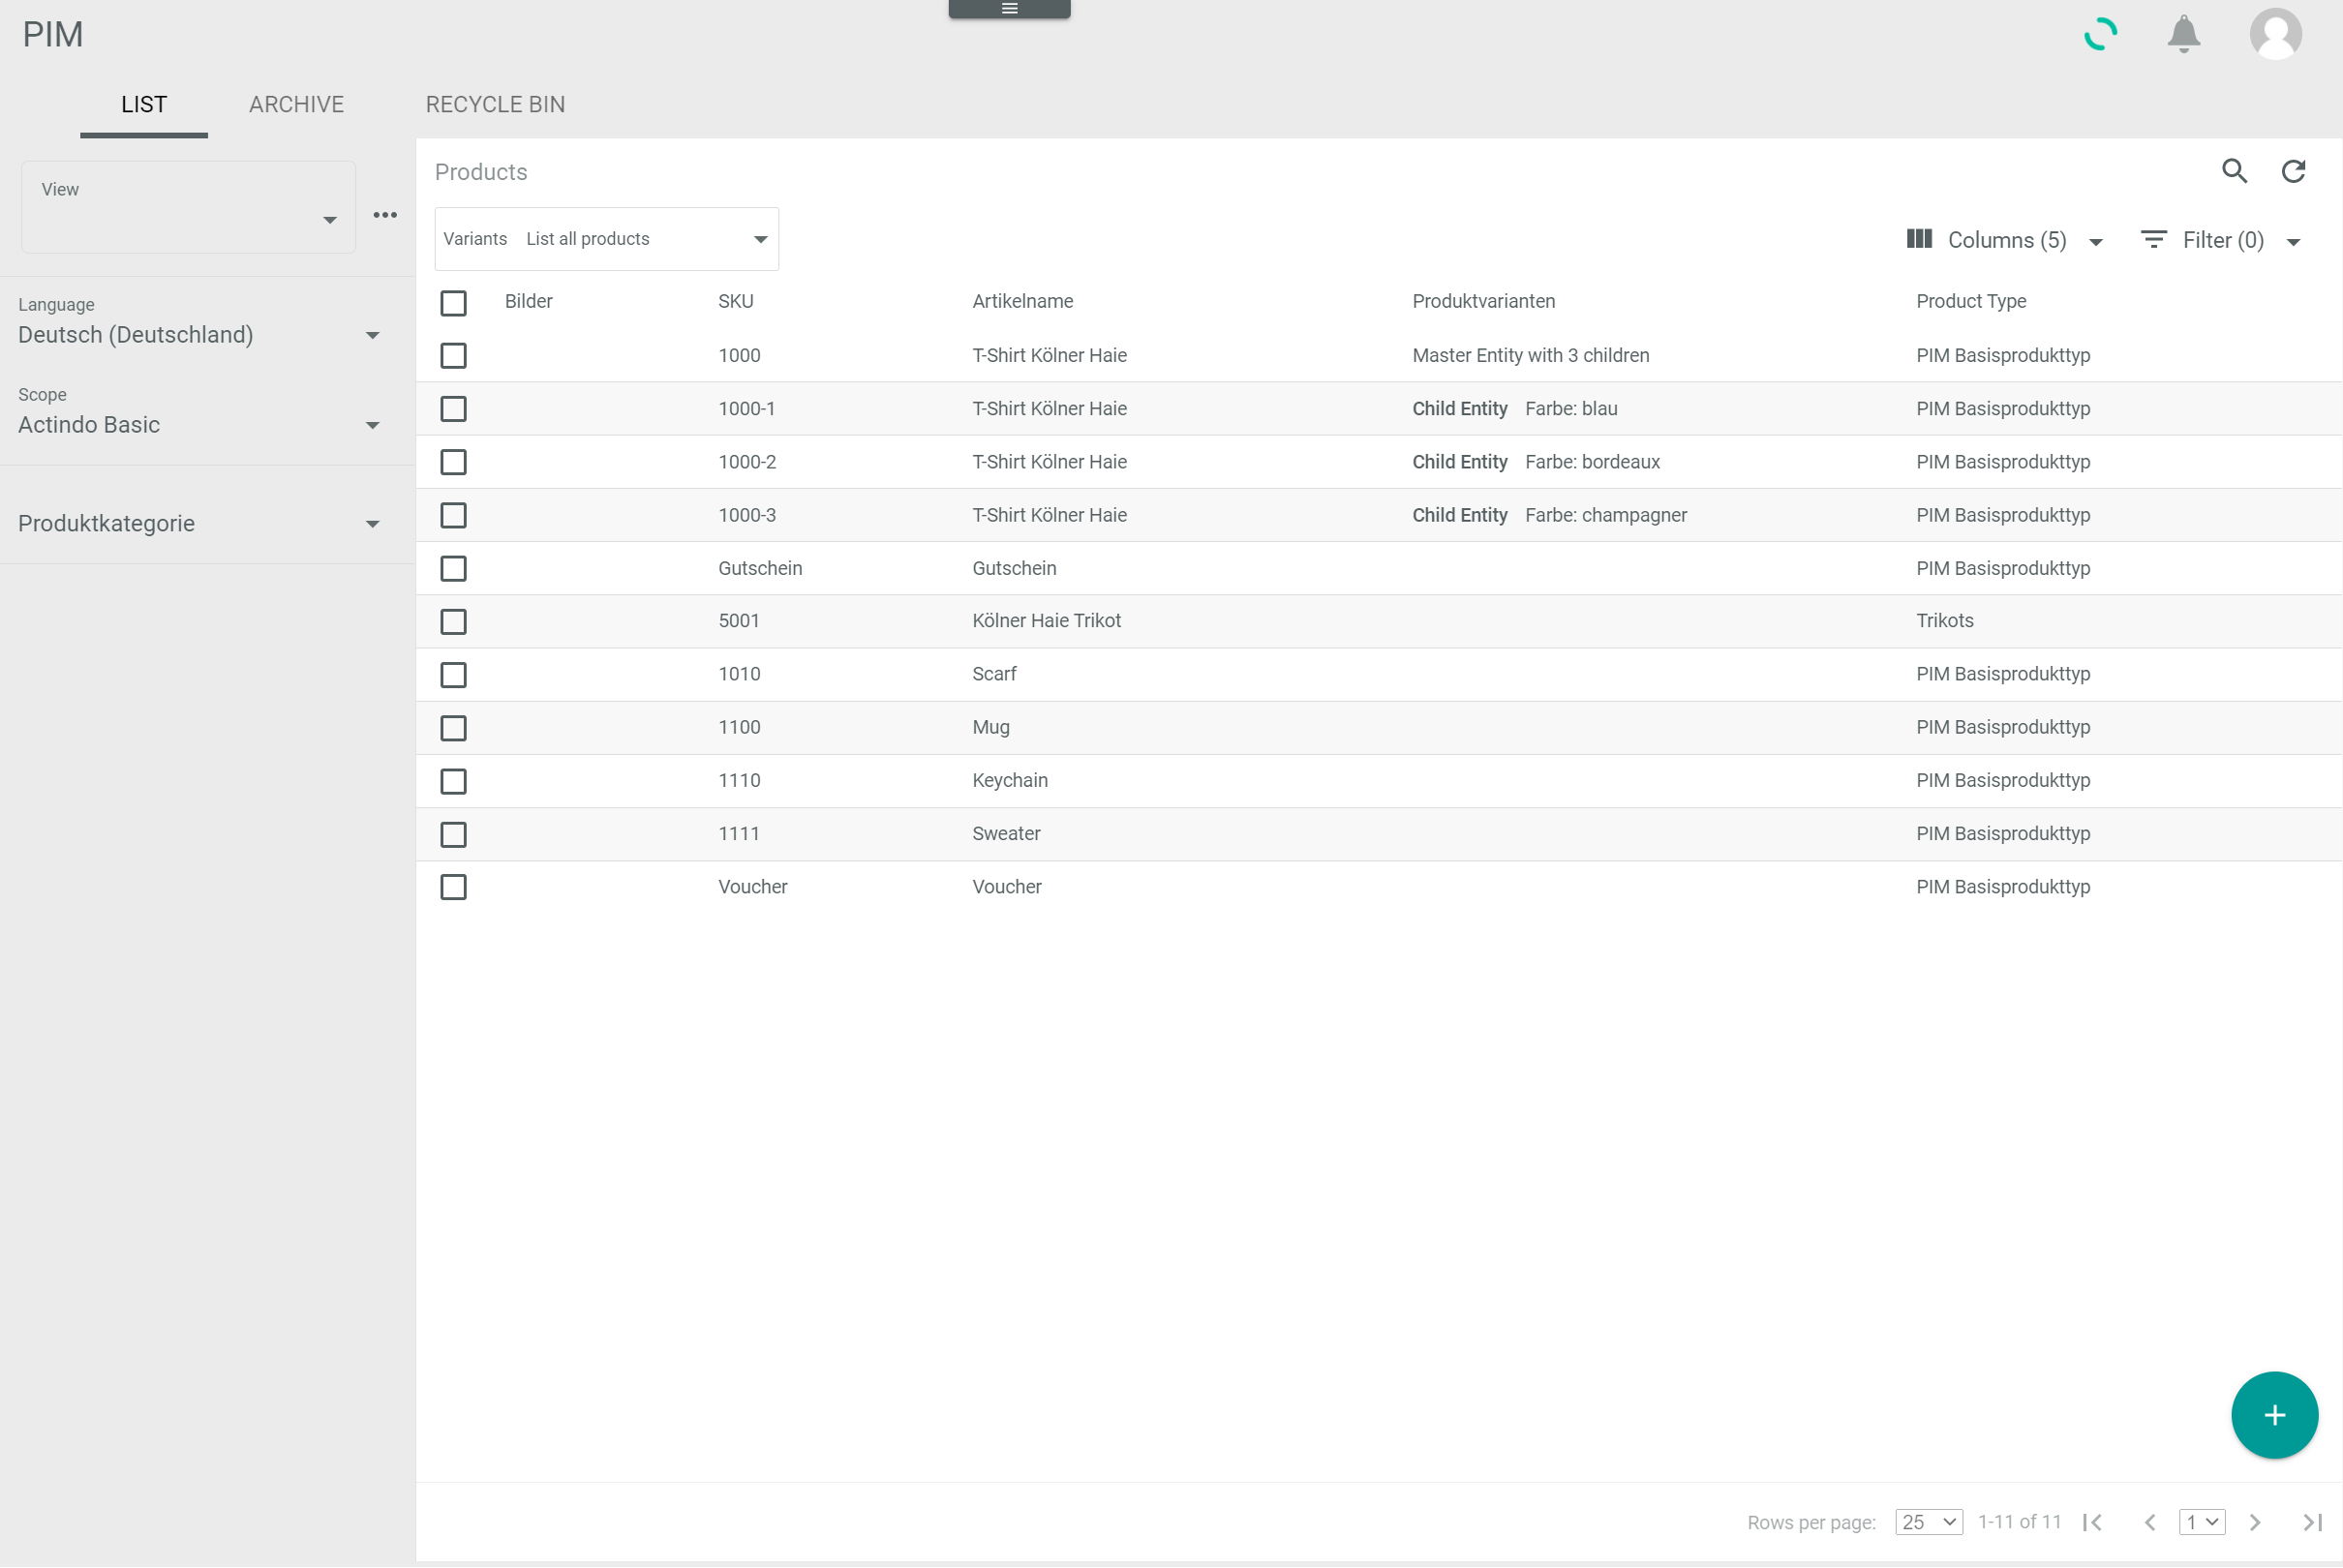 PIM
LIST ARCHIVE RECYCLE BIN
View
Language
Deutsch (Deutschland)
Scope
Actindo Basic
Produktkategorie
Products
Variants List all products
Columns (5) Filter (0)
Bilder SKU Artikelname Produktvarianten Product Type
1000 T-Shirt Kölner Haie Master Entity with 3 children PIM Basisprodukttyp
1000-1 T-Shirt Kölner Haie Child Entity Farbe: blau PIM Basisprodukttyp
1000-2 T-Shirt Kölner Haie Child Entity Farbe: bordeaux PIM Basisprodukttyp
1000-3 T-Shirt Kölner Haie Child Entity Farbe: champagner PIM Basisprodukttyp
Gutschein Gutschein PIM Basisprodukttyp
5001 Kölner Haie Trikot Trikots
1010 Scarf PIM Basisprodukttyp
1100 Mug PIM Basisprodukttyp
1110 Keychain PIM Basisprodukttyp
1111 Sweater PIM Basisprodukttyp
Voucher Voucher PIM Basisprodukttyp
Rows per page: 25 1-11 of 11 1